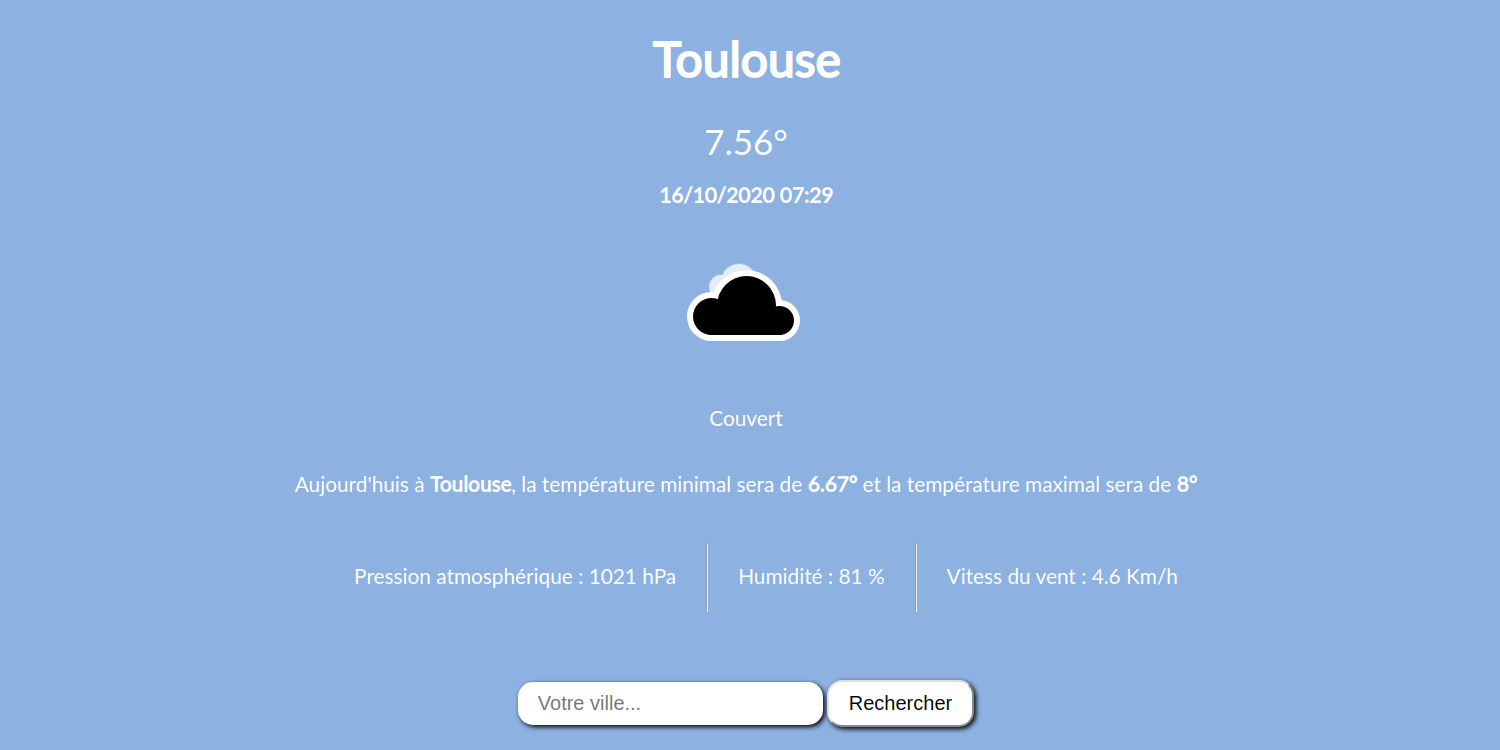 Toulouse
7.56°
16/10/2020 07:29
Couvert
Aujourd'huis à Toulouse, la température minimal sera de 6.67° et la température maximal sera de 8°
Pression atmosphérique : 1021 hPa
Humidité : 81 %
Vitess du vent : 4.6 Km/h
Votre ville...
Rechercher